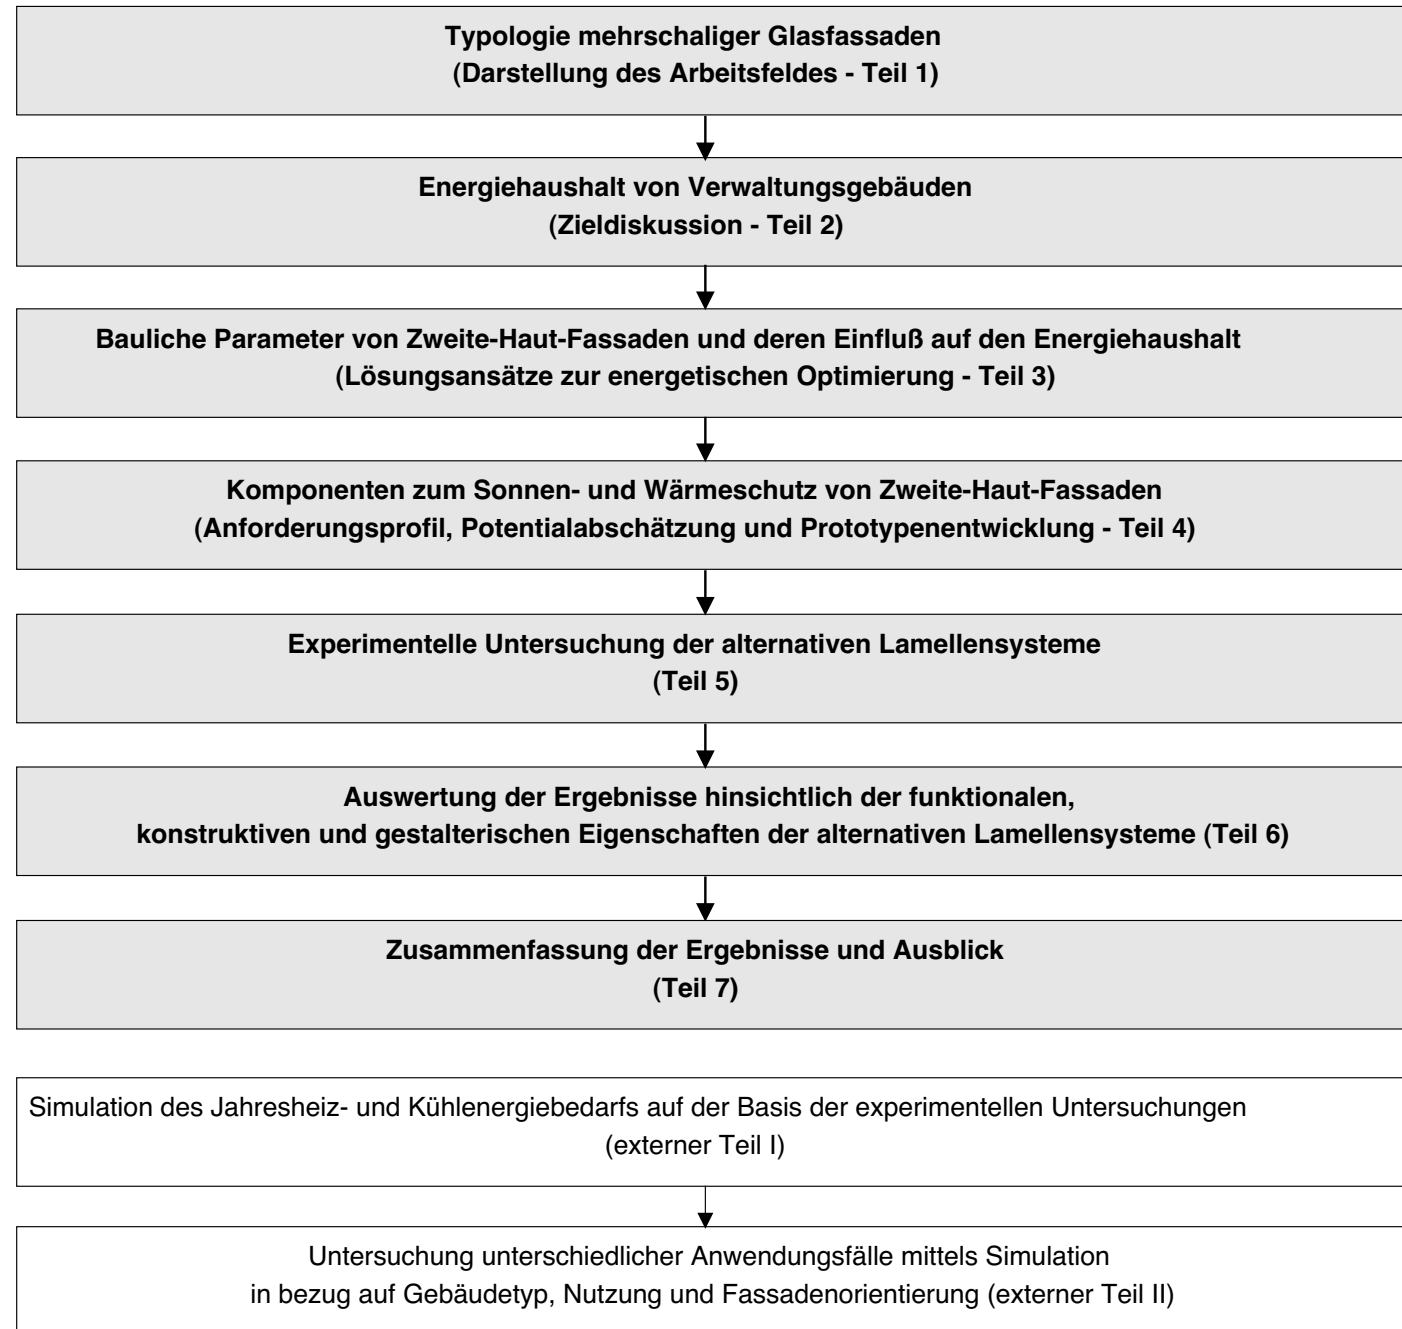 Typologie mehrschaliger Glasfassaden
(Darstellung des Arbeitsfeldes - Teil 1)
Energiehaushalt von Verwaltungsgebäuden
(Zieldiskussion - Teil 2)
Bauliche Parameter von Zweite-Haut-Fassaden und deren Einfluß auf den Energiehaushalt
(Lösungsansätze zur energetischen Optimierung - Teil 3)
Komponenten zum Sonnen- und Wärmeschutz von Zweite-Haut-Fassaden
(Anforderungsprofil, Potentialabschätzung und Prototypenentwicklung - Teil 4)
Experimentelle Untersuchung der alternativen Lamellensysteme
(Teil 5)
Auswertung der Ergebnisse hinsichtlich der funktionalen,
konstruktiven und gestalterischen Eigenschaften der alternativen Lamellensysteme (Teil 6)
Zusammenfassung der Ergebnisse und Ausblick
(Teil 7)
Simulation des Jahresheiz- und Kühlenergiebedarfs auf der Basis der experimentellen Untersuchungen
(externer Teil I)
Untersuchung unterschiedlicher Anwendungsfälle mittels Simulation
in bezug auf Gebäudetyp, Nutzung und Fassadenorientierung (externer Teil II)